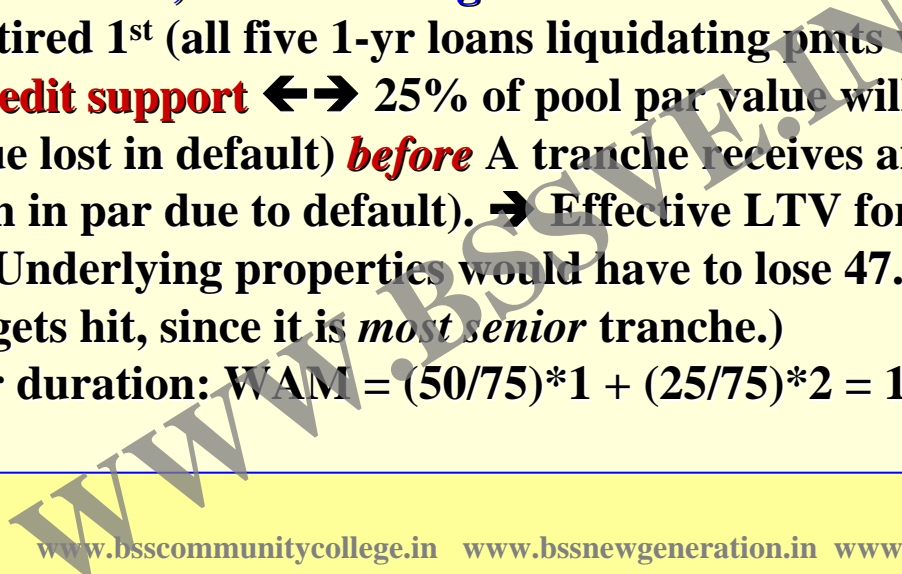 tired 1st (all five 1-yr loans liquidating pmts
edit support 🡸🡺 25% of pool par value will
ue lost in default) before A tranche receives a
n in par due to default). ➔ Effective LTV for
Underlying properties would have to lose 47.
gets hit, since it is most senior tranche.)
r duration: WAM = (50/75)*1 + (25/75)*2 = 1
WWW.BSSVE.IN
www.bsscommunitycollege.in www.bssnewgeneration.in www